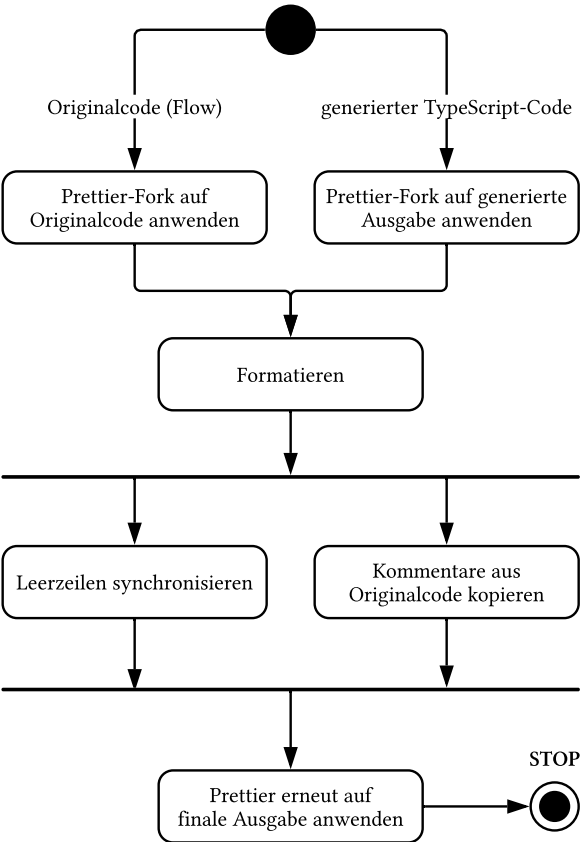 Originalcode (Flow)
generierter TypeScript-Code
Prettier-Fork auf
Originalcode anwenden
Prettier-Fork auf generierte
Ausgabe anwenden
Formatieren
Leerzeilen synchronisieren
Kommentare aus
Originalcode kopieren
STOP
Prettier erneut auf
finale Ausgabe anwenden